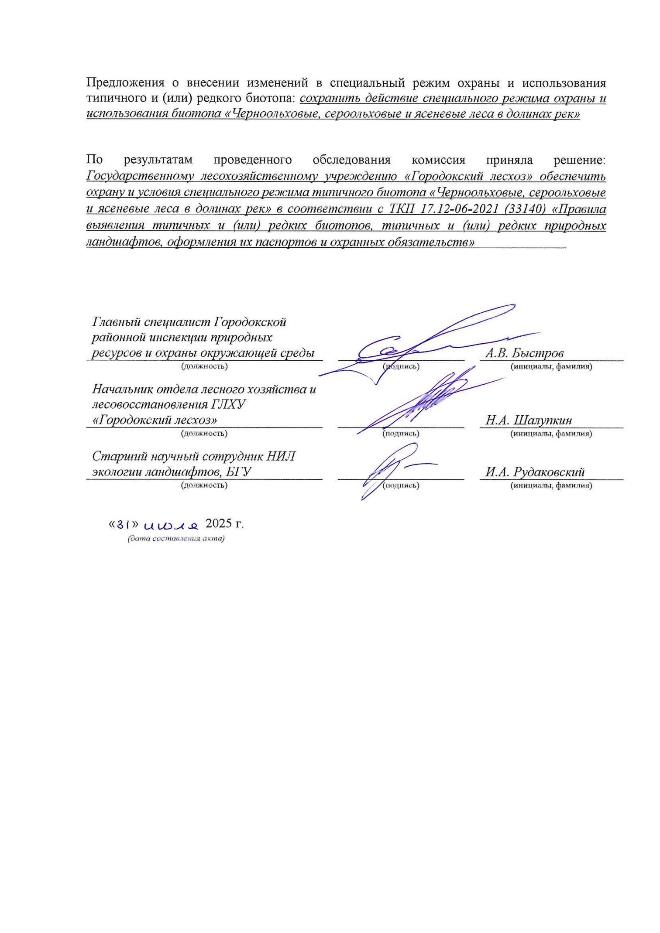 Предложения о внесении изменений в специальный режим охраны и использования
типичного и (или) редкого биотопа: сохранить действие специального режима охраны и
использования биотопа «Черноольховые, сероольховые и ясеневые леса в долинах рек»
По результатам проведенного обследования комиссия приняла решение:
Государственному лесохозяйственному учреждению «Городокский лесхоз» обеспечить
охрану и условия специального режима типичного биотопа «Черноольховые, сероольховые
и ясеневые леса в долинах рек» в соответствии с ТКП 17.12-06-2021 (33140) «Правила
выявления типичных и (или) редких биотопов, типичных и (или) редких природных
ландшафтов, оформления их паспортов и охранных обязательств»
Главный специалист Городокской
районной инспекции природных
ресурсов и охраны окружающей среды А.В. Быстров
(должность) (подпись) (инициалы, фамилия)
Начальник отдела лесного хозяйства и
лесовосстановления ГЛХУ
«Городокский лесхоз» Н.А. Шалупкин
(должность) (подпись) (инициалы, фамилия)
Старший научный сотрудник НИЛ
экологии ландшафтов, БГУ И.А. Рудаковский
(должность) (подпись) (инициалы, фамилия)
«31» июля 2025 г.
(дата составления акта)